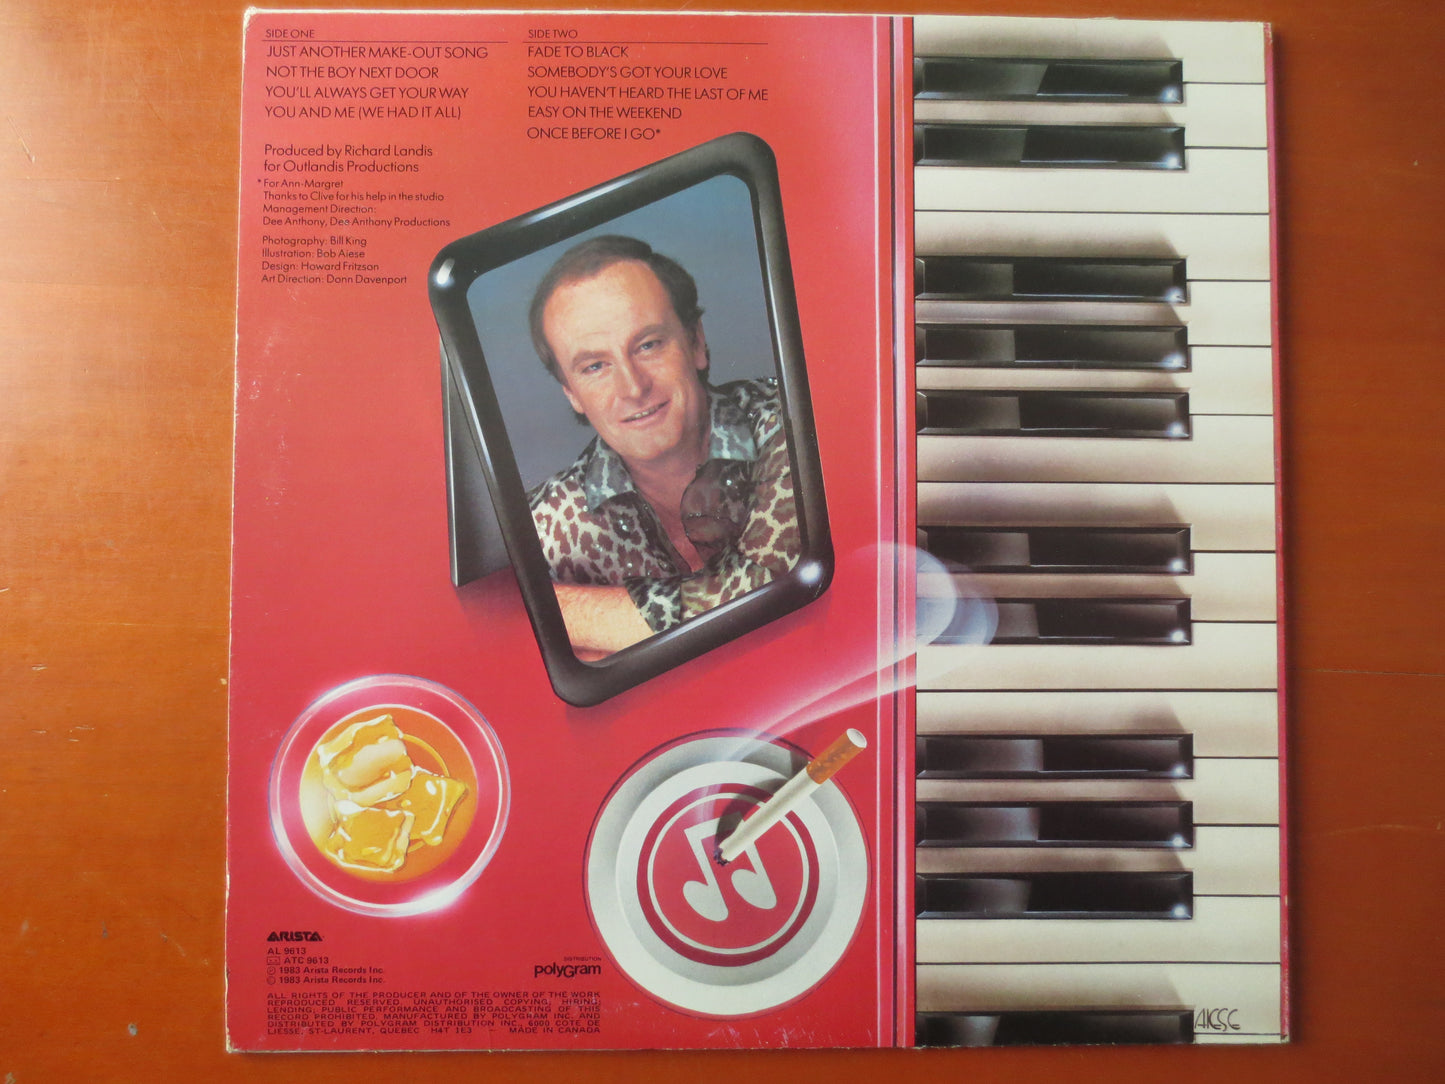 SIDE ONE
JUST ANOTHER MAKE-OUT SONG
NOT THE BOY NEXT DOOR
YOU'LL ALWAYS GET YOUR WAY
YOU AND ME (WE HAD IT ALL)
SIDE TWO
FADE TO BLACK
SOMEBODY'S GOT YOUR LOVE
YOU HAVEN'T HEARD THE LAST OF ME
EASY ON THE WEEKEND
ONCE BEFORE I GO*
Produced by Richard Landis
for Outlandis Productions
*For Ann-Margret
Thanks to Clive for his help in the studio
Management Direction:
Dee Anthony, Dee Anthony Productions
Photography: Bill King
Illustration: Bob Aiese
Design: Howard Fritzson
Art Direction: Donn Davenport
ARISTA
AL 9613
ATC 9613
℗ 1983 Arista Records Inc.
© 1983 Arista Records Inc.
DISTRIBUTION
polyGram
ALL RIGHTS OF THE PRODUCER AND OF THE OWNER OF THE WORK
REPRODUCED RESERVED. UNAUTHORISED COPYING, HIRING,
LENDING, PUBLIC PERFORMANCE AND BROADCASTING OF THIS
RECORD PROHIBITED. MANUFACTURED BY POLYGRAM INC. AND
DISTRIBUTED BY POLYGRAM DISTRIBUTION INC., 6000 COTE DE
LIESSE, ST-LAURENT, QUEBEC H4T 1E3 — MADE IN CANADA
AIESE